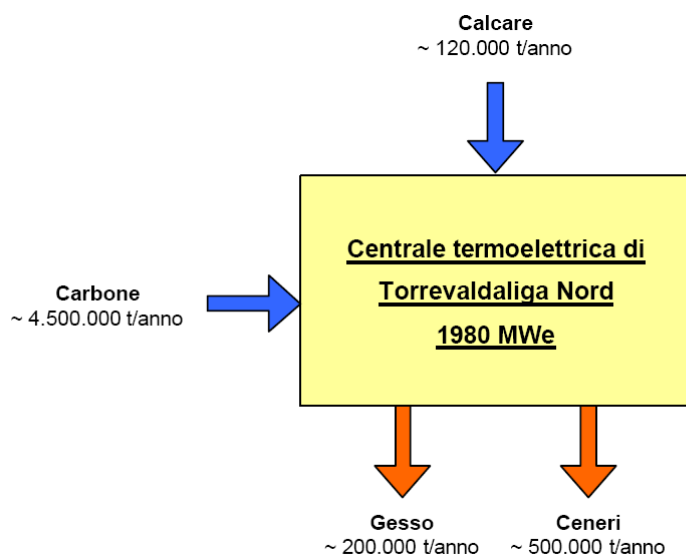 Calcare
~ 120.000 t/anno
Centrale termoelettrica di
Torrevaldaliga Nord
1980 MWe
Carbone
~ 4.500.000 t/anno
Gesso
~ 200.000 t/anno
Ceneri
~ 500.000 t/anno